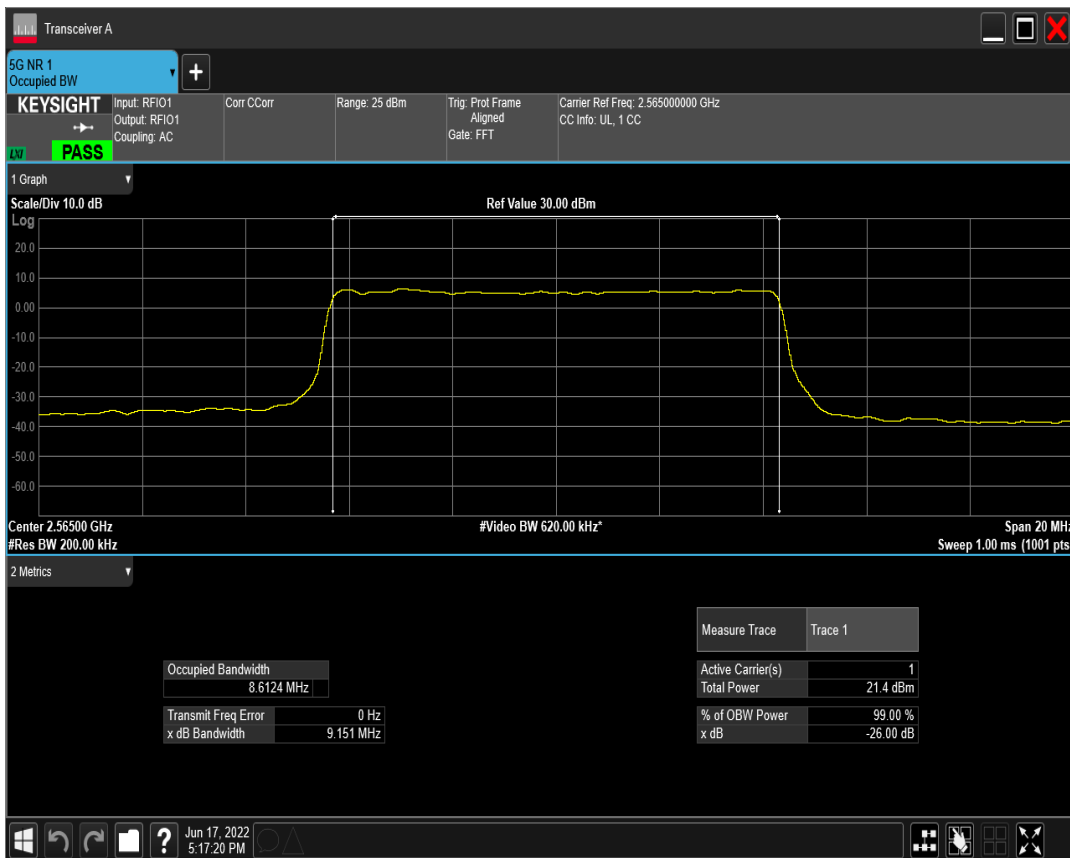 Transceiver A
5G NR 1
Occupied BW
KEYSIGHT
LXI
PASS
Input: RFIO1
Output: RFIO1
Coupling: AC
Corr CCorr
Range: 25 dBm
Trig: Prot Frame
Aligned
Gate: FFT
Carrier Ref Freq: 2.565000000 GHz
CC Info: UL, 1 CC
1 Graph
Scale/Div 10.0 dB
Ref Value 30.00 dBm
Log
20.0
10.0
0.00
-10.0
-20.0
-30.0
-40.0
-50.0
-60.0
Center 2.56500 GHz
#Video BW 620.00 kHz*
Span 20 MHz
#Res BW 200.00 kHz
Sweep 1.00 ms (1001 pts
2 Metrics
Measure Trace Trace 1
Occupied Bandwidth
8.6124 MHz
Active Carrier(s) 1
Total Power 21.4 dBm
Transmit Freq Error 0 Hz
x dB Bandwidth 9.151 MHz
% of OBW Power 99.00 %
x dB -26.00 dB
?
Jun 17, 2022
5:17:20 PM